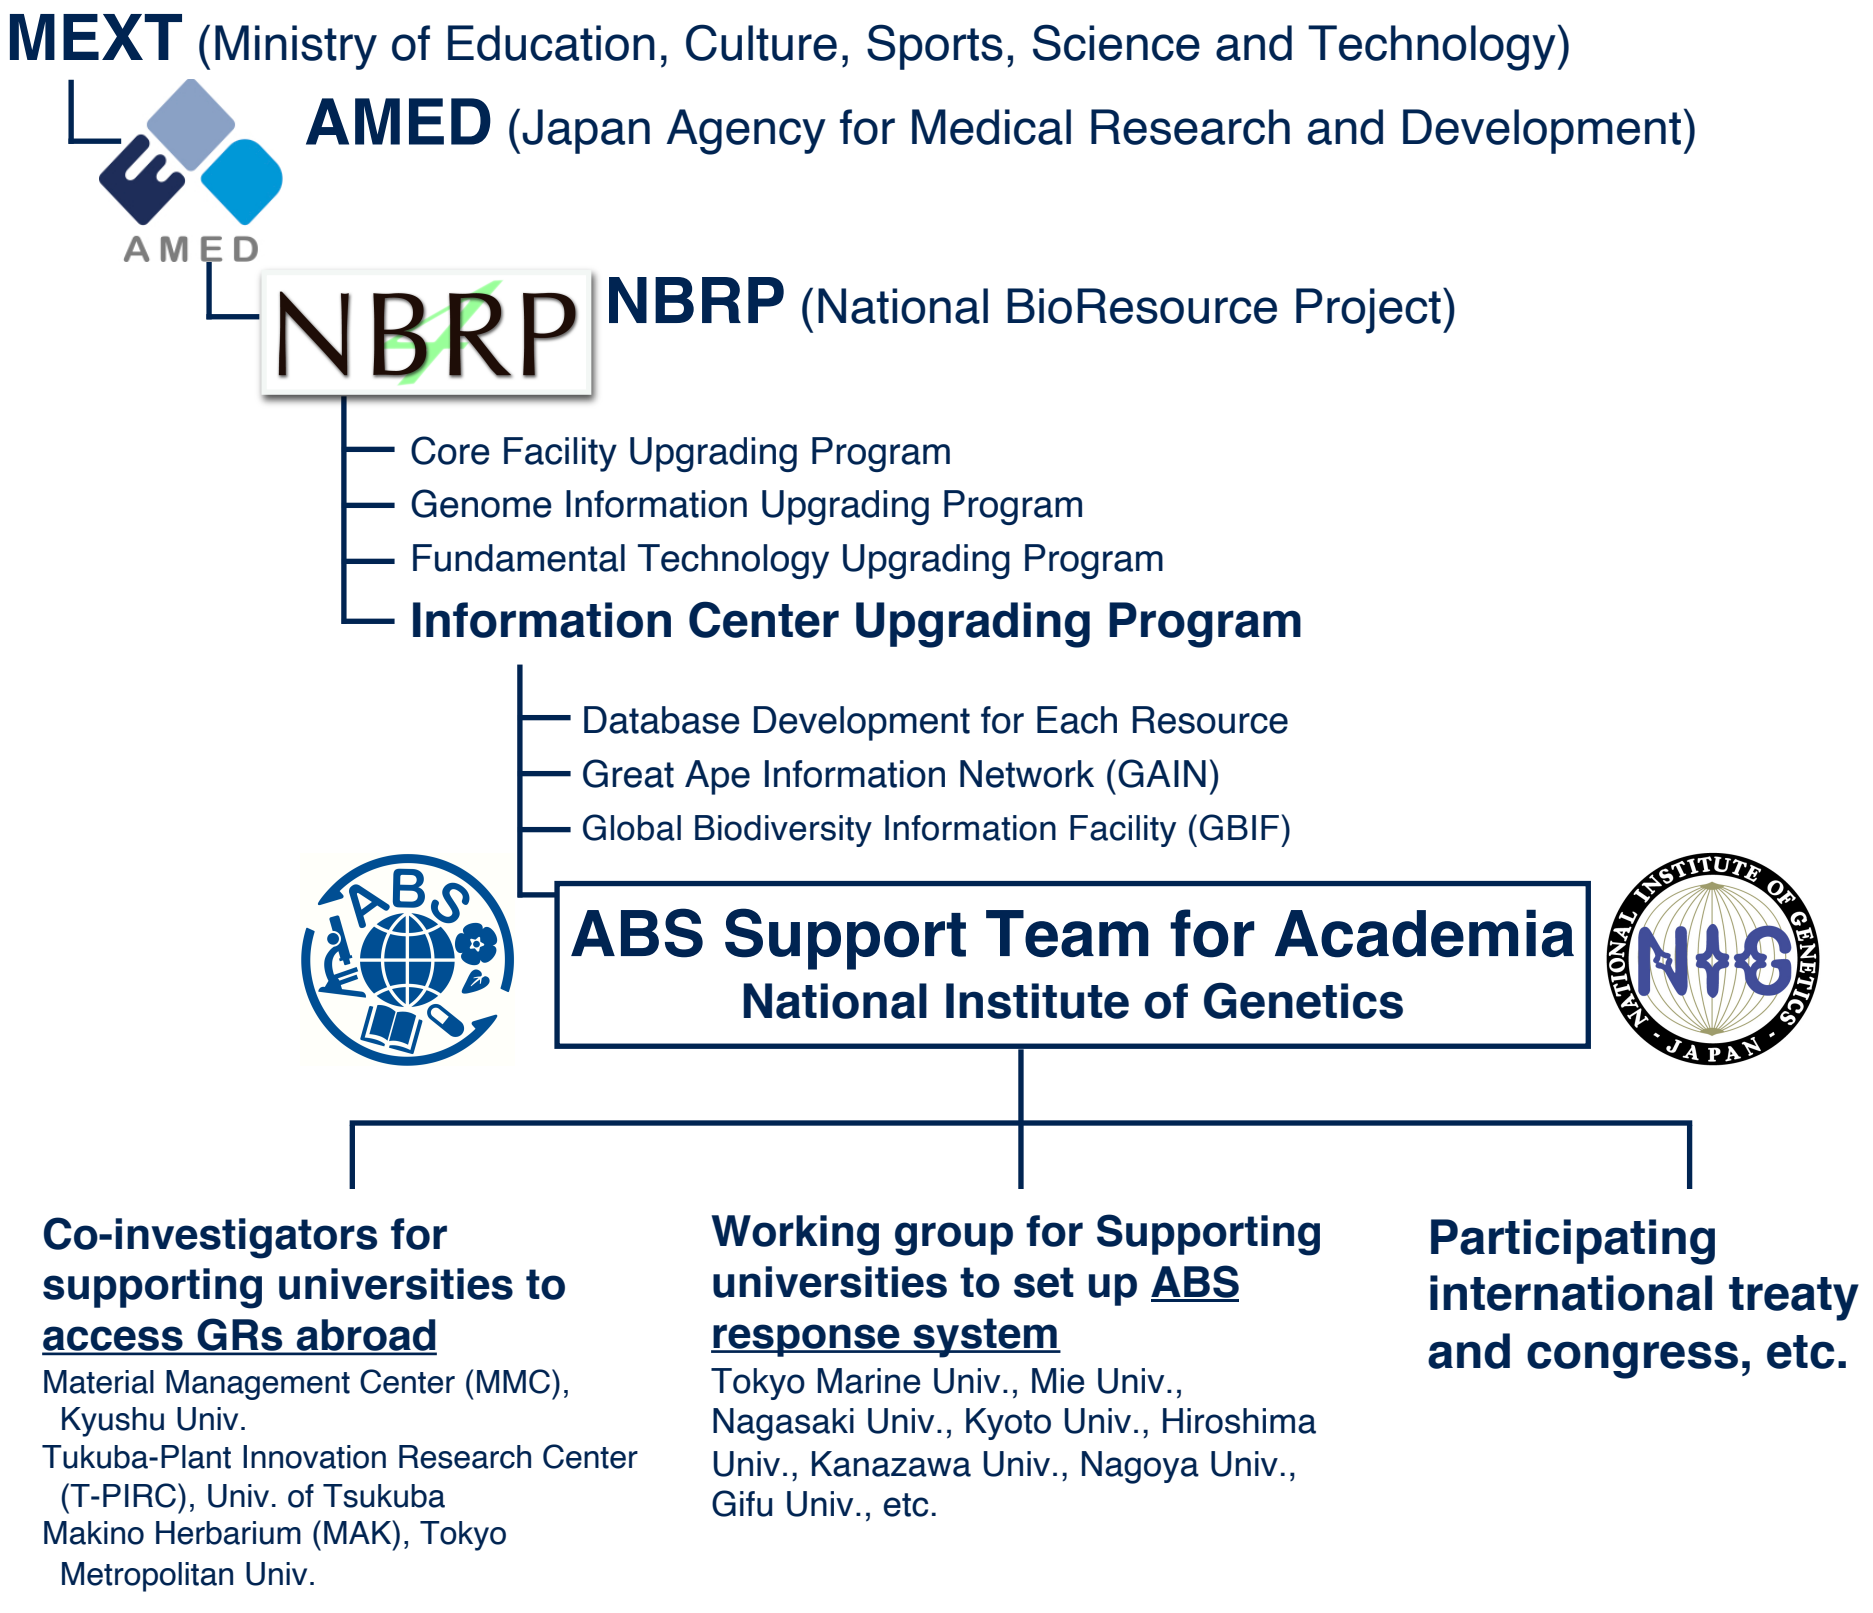 MEXT (Ministry of Education, Culture, Sports, Science and Technology)
AMED (Japan Agency for Medical Research and Development)
AMED
NBRP
NBRP (National BioResource Project)
Core Facility Upgrading Program
Genome Information Upgrading Program
Fundamental Technology Upgrading Program
Information Center Upgrading Program
Database Development for Each Resource
Great Ape Information Network (GAIN)
Global Biodiversity Information Facility (GBIF)
ABS
ABS Support Team for Academia
National Institute of Genetics
NATIONAL INSTITUTE OF GENETICS
NIG
- JAPAN -
Co-investigators for
supporting universities to
access GRs abroad
Material Management Center (MMC),
Kyushu Univ.
Tukuba-Plant Innovation Research Center
(T-PIRC), Univ. of Tsukuba
Makino Herbarium (MAK), Tokyo
Metropolitan Univ.
Working group for Supporting
universities to set up ABS
response system
Tokyo Marine Univ., Mie Univ.,
Nagasaki Univ., Kyoto Univ., Hiroshima
Univ., Kanazawa Univ., Nagoya Univ.,
Gifu Univ., etc.
Participating
international treaty
and congress, etc.